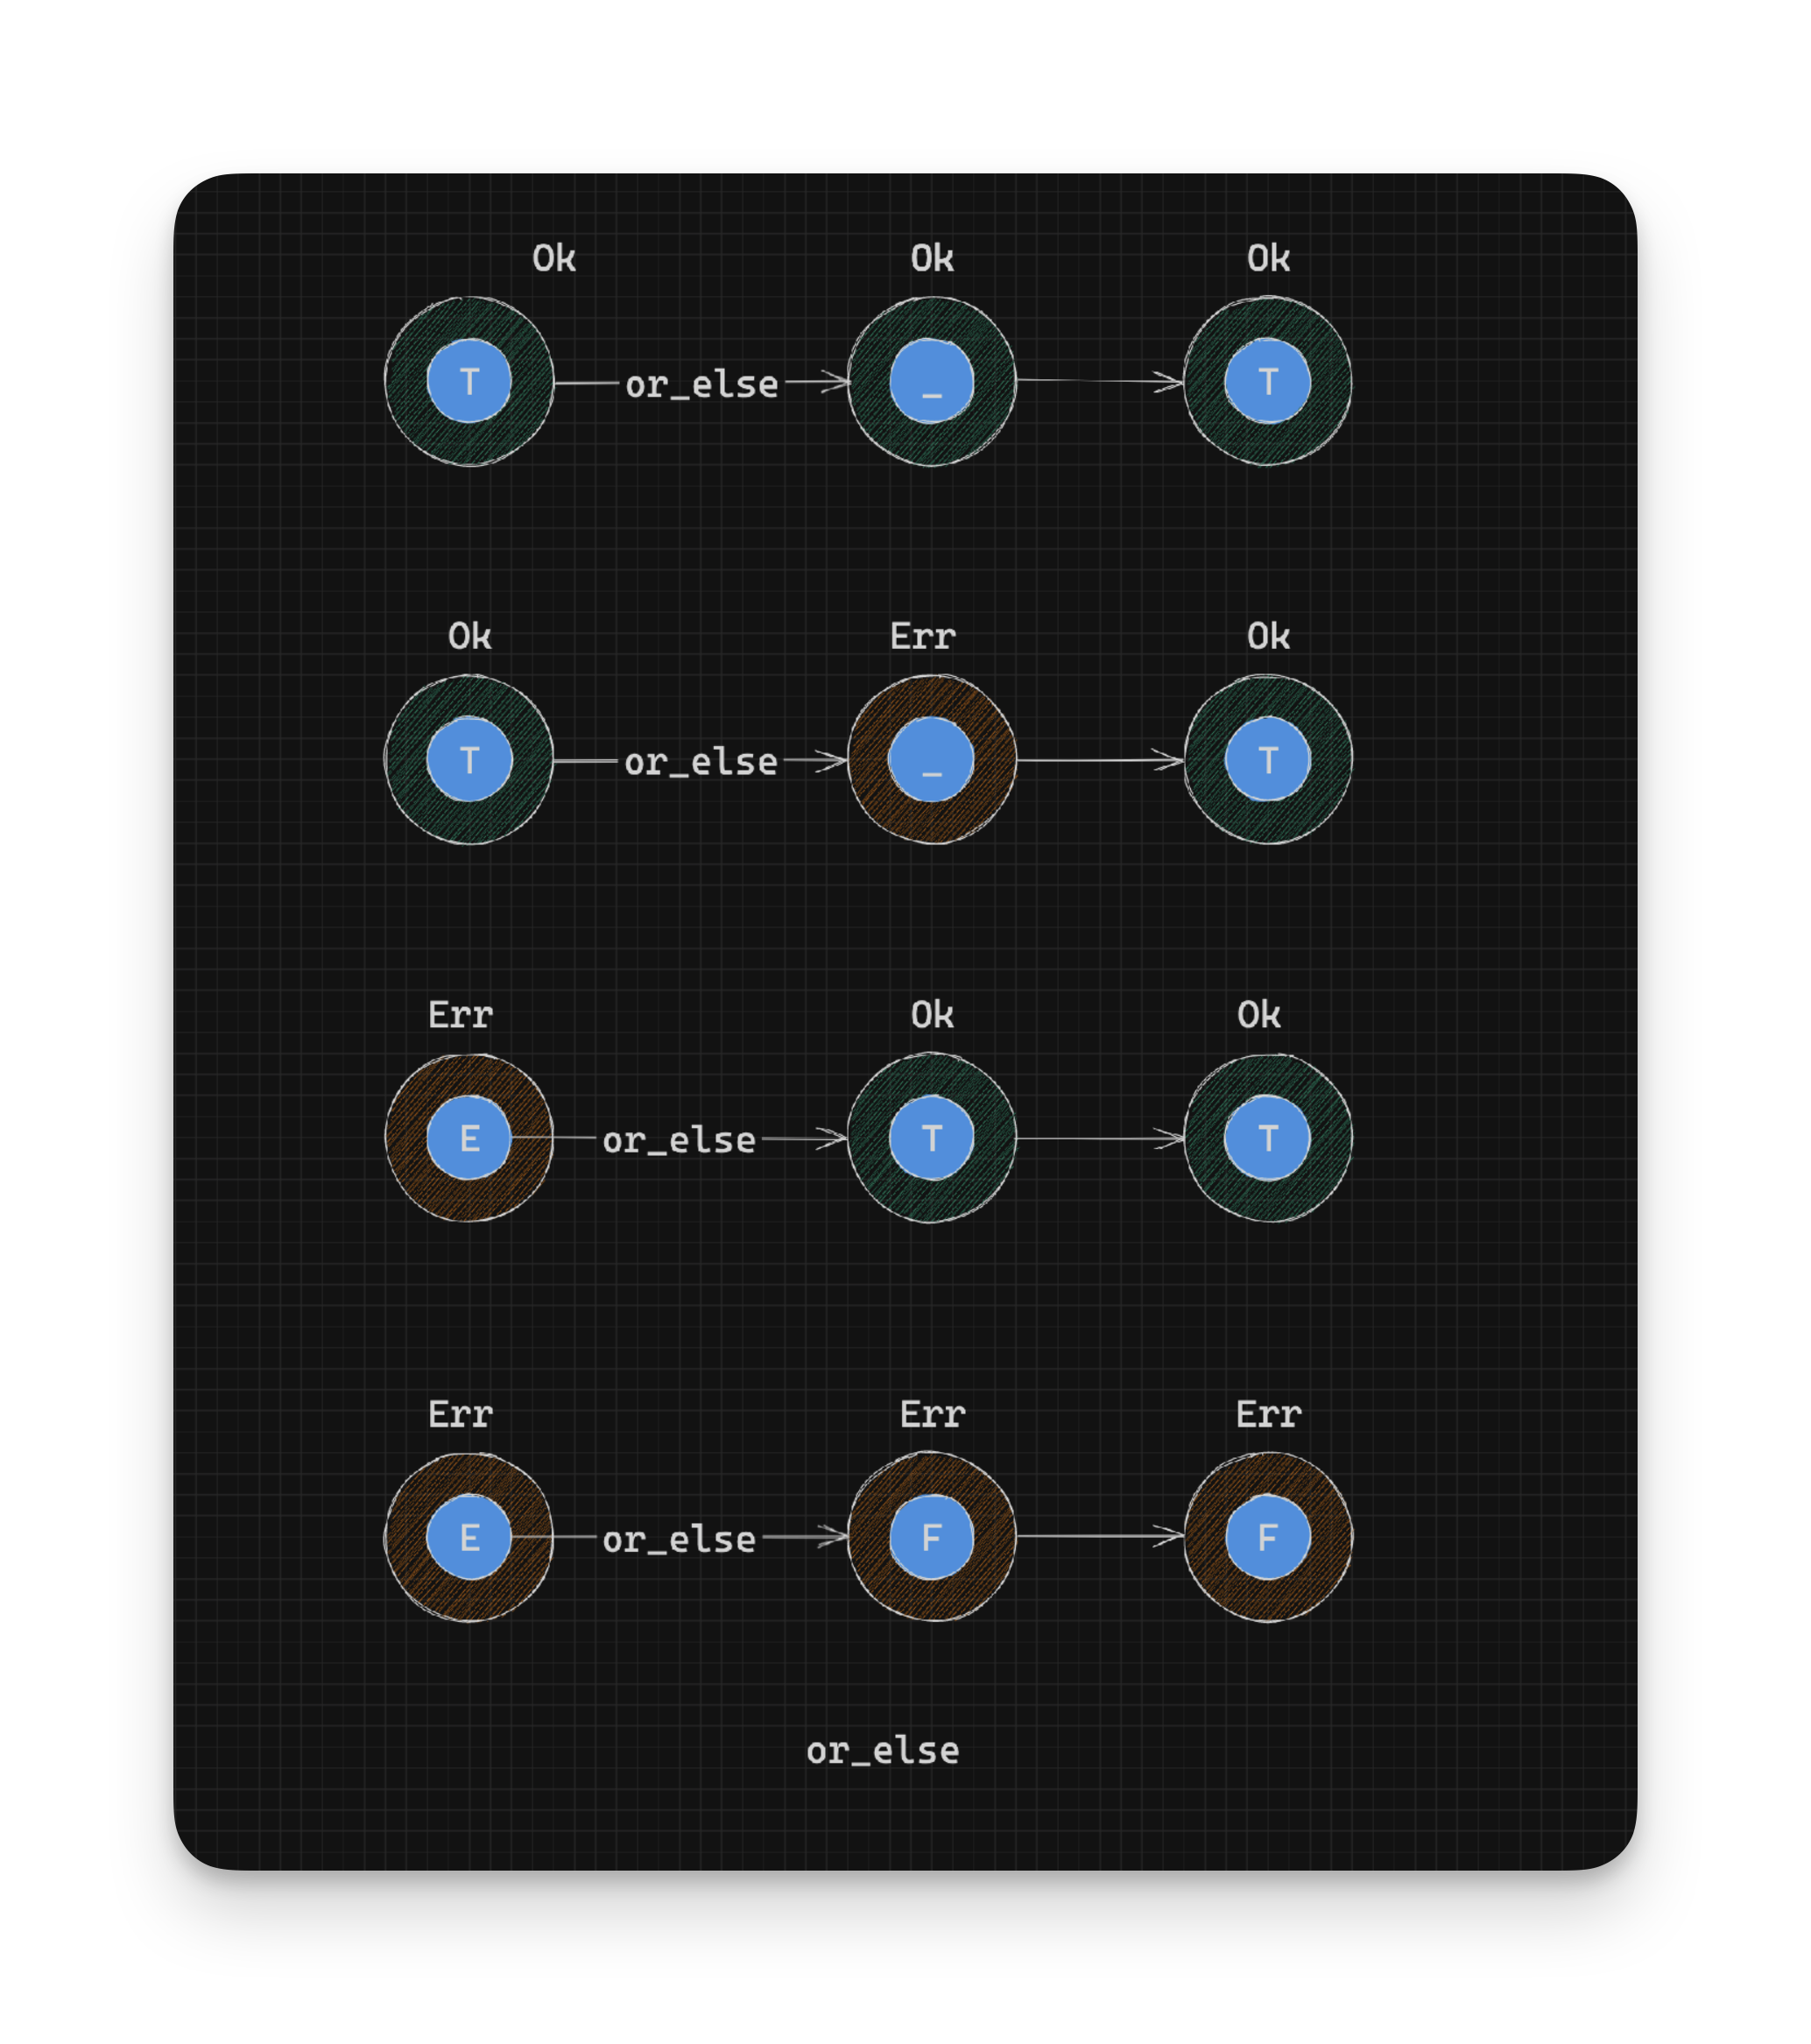 Ok Ok Ok
T or_else _ T
Ok Err Ok
T or_else _ T
Err Ok Ok
E or_else T T
Err Err Err
E or_else F F
or_else